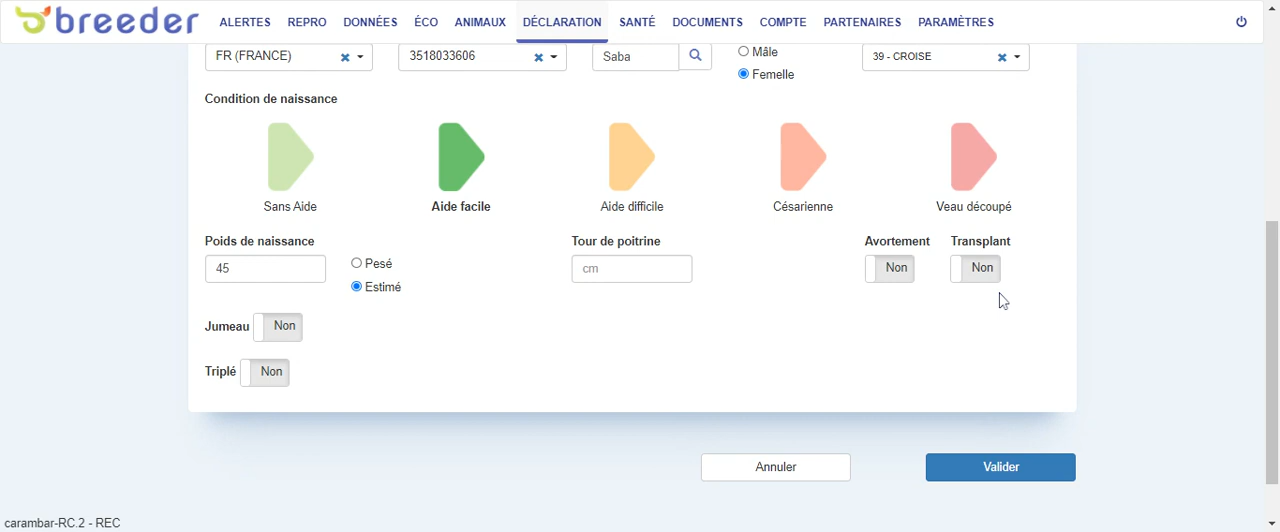 breeder ALERTES REPRO DONNÉES ÉCO ANIMAUX DÉCLARATION SANTÉ DOCUMENTS COMPTE PARTENAIRES PARAMÈTRES
FR (FRANCE) 3518033606 Saba Mâle 39 - CROISE
Femelle
Condition de naissance
Sans Aide Aide facile Aide difficile Césarienne Veau découpé
Poids de naissance Tour de poitrine Avortement Transplant
45 Pesé cm Non Non
Estimé
Jumeau Non
Triplé Non
Annuler Valider
carambar-RC.2 - REC